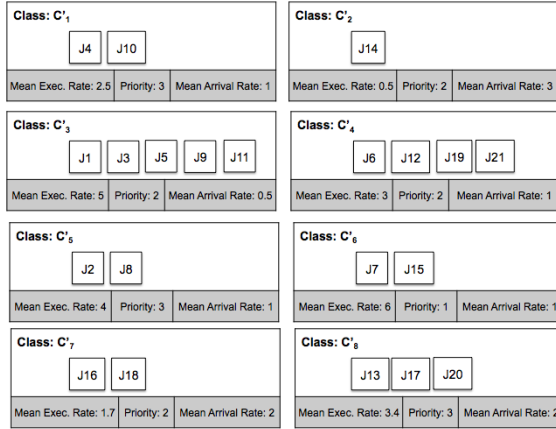 Class: C'1
J4 J10
Mean Exec. Rate: 2.5 Priority: 3 Mean Arrival Rate: 1
Class: C'2
J14
Mean Exec. Rate: 0.5 Priority: 2 Mean Arrival Rate: 3
Class: C'3
J1 J3 J5 J9 J11
Mean Exec. Rate: 5 Priority: 2 Mean Arrival Rate: 0.5
Class: C'4
J6 J12 J19 J21
Mean Exec. Rate: 3 Priority: 2 Mean Arrival Rate: 1
Class: C'5
J2 J8
Mean Exec. Rate: 4 Priority: 3 Mean Arrival Rate: 1
Class: C'6
J7 J15
Mean Exec. Rate: 6 Priority: 1 Mean Arrival Rate: 1
Class: C'7
J16 J18
Mean Exec. Rate: 1.7 Priority: 2 Mean Arrival Rate: 2
Class: C'8
J13 J17 J20
Mean Exec. Rate: 3.4 Priority: 3 Mean Arrival Rate: 2